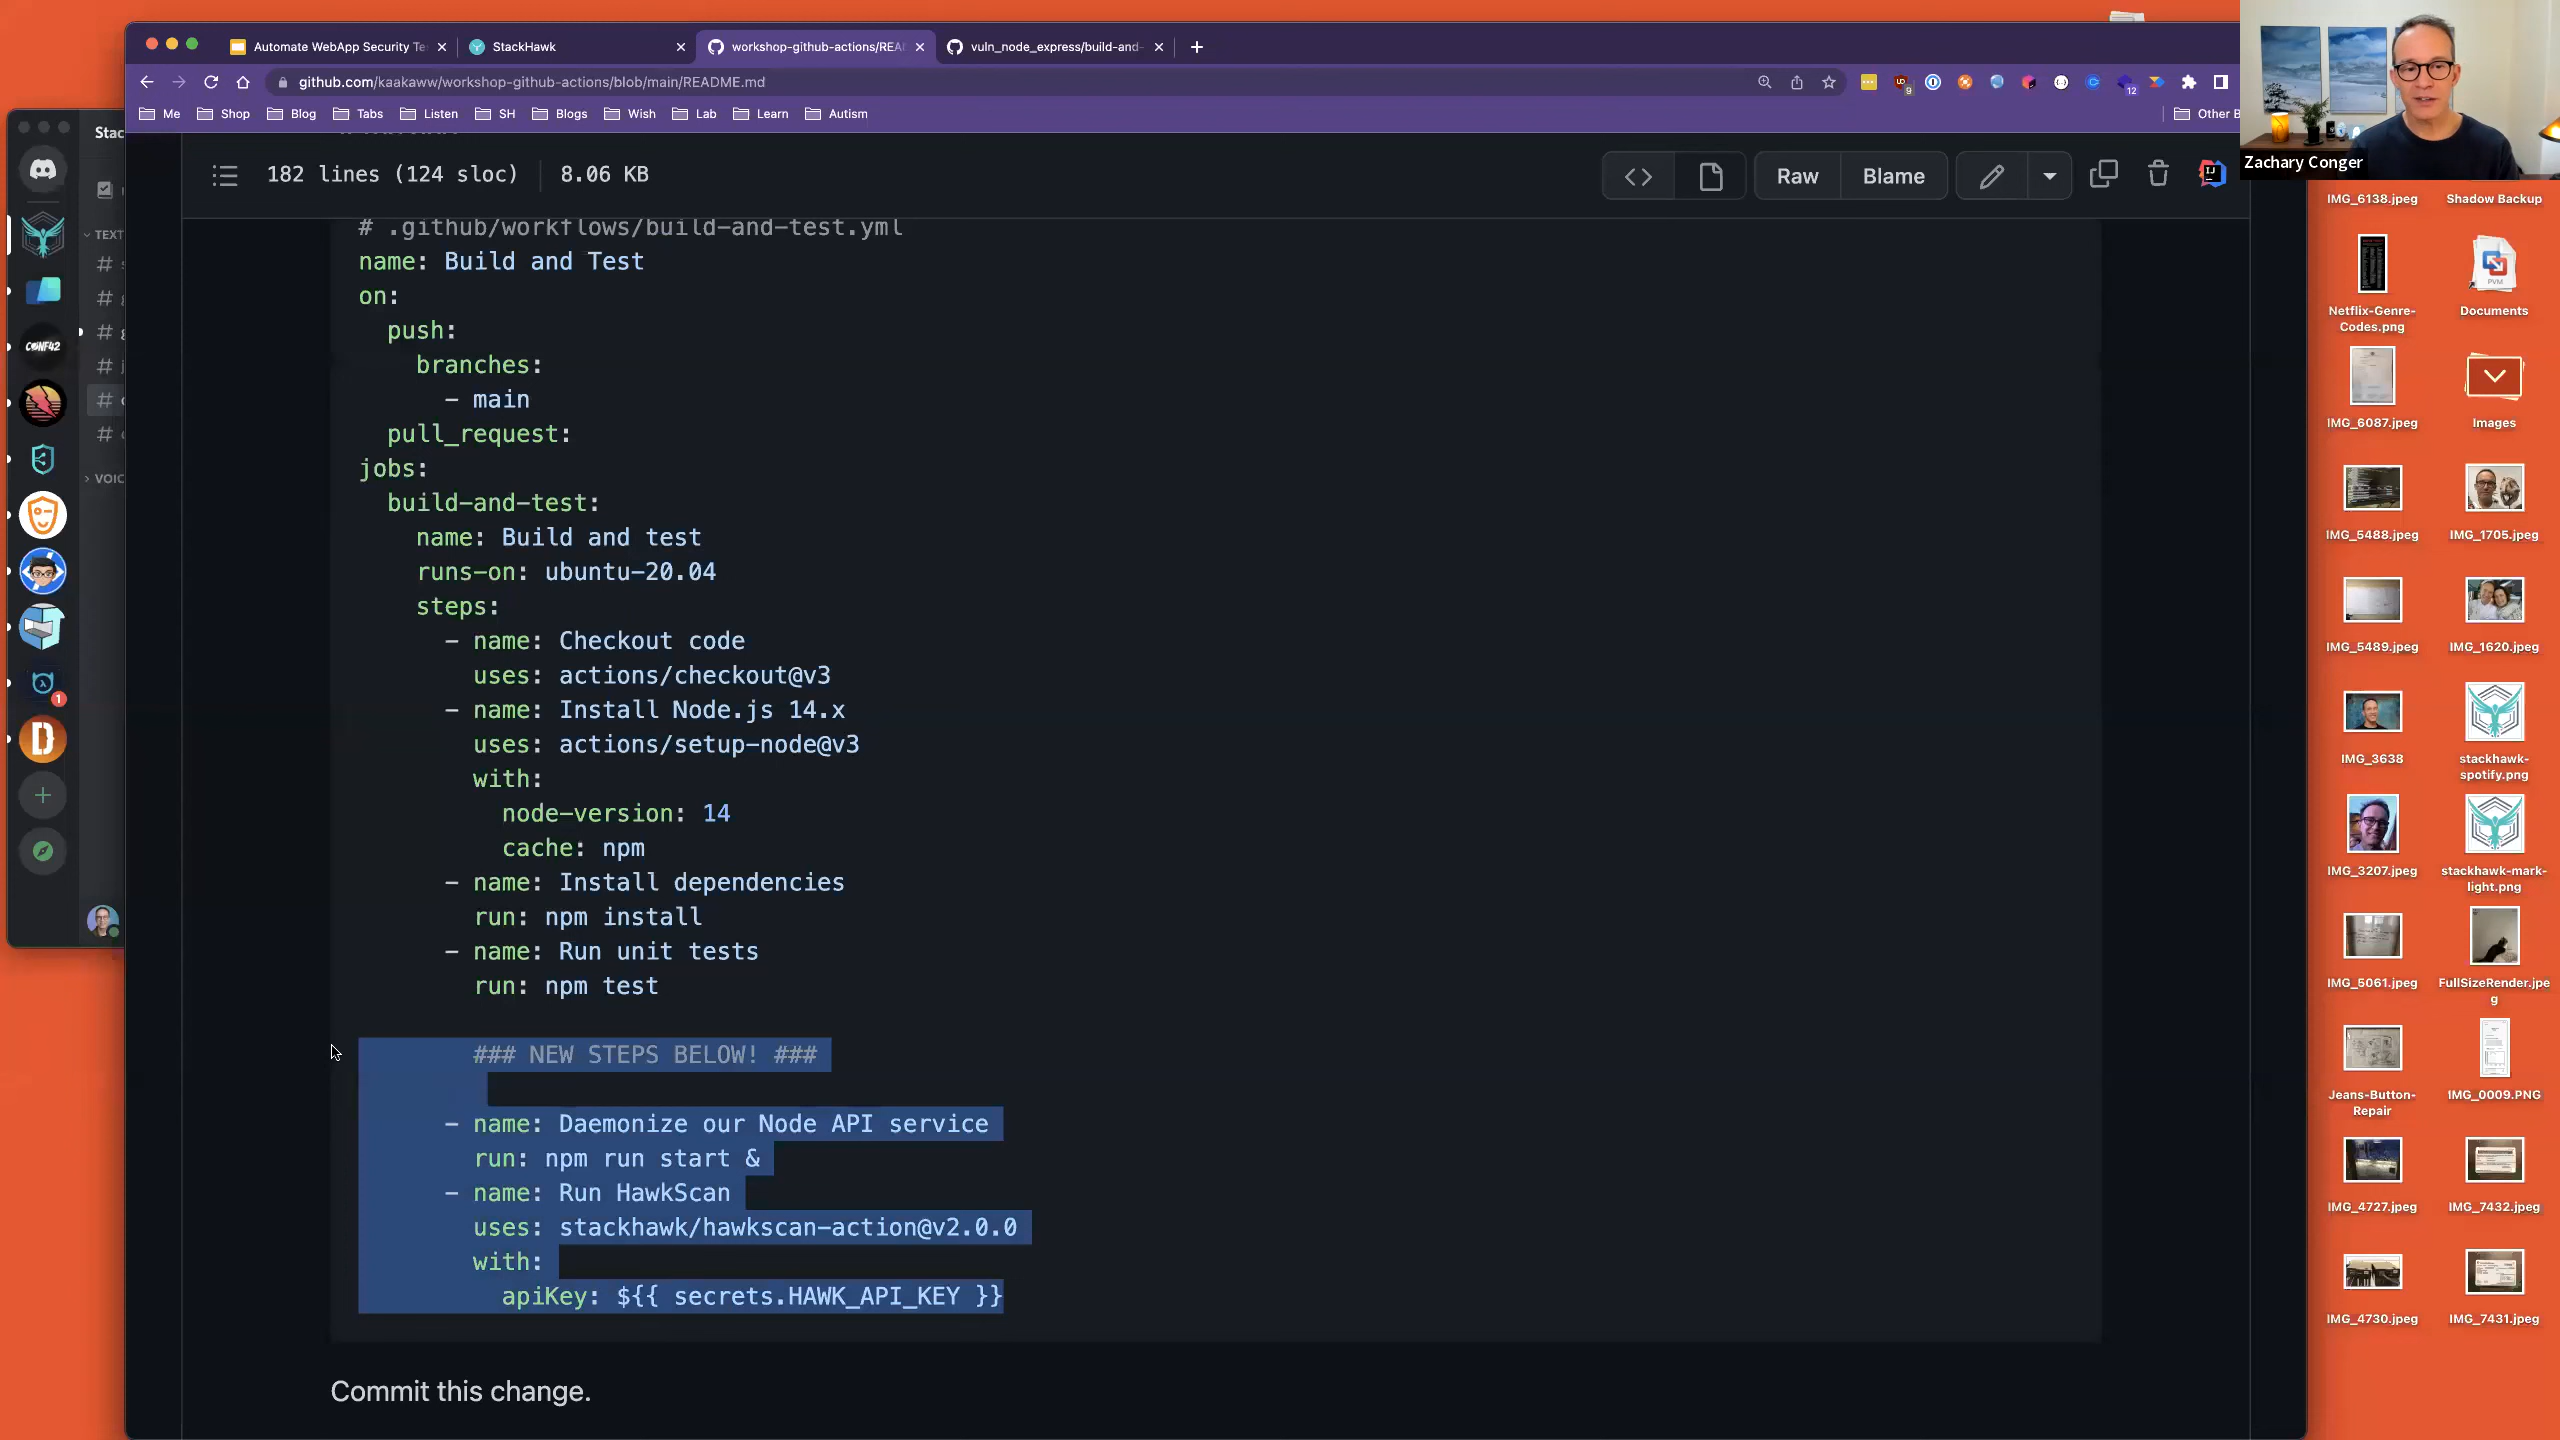 Automate WebApp Security Te
StackHawk
workshop-github-actions/REA
vuln_node_express/build-and-
github.com/kaakaww/workshop-github-actions/blob/main/README.md
9
12
Me
Shop
Blog
Tabs
Listen
SH
Blogs
Wish
Lab
Learn
Autism
Other B
Zachary Conger
Stac
TEXT
VOIC
CONF42
1
182 lines (124 sloc)
8.06 KB
Raw
Blame
# .github/workflows/build-and-test.yml
name: Build and Test
on:
push:
branches:
- main
pull_request:
jobs:
build-and-test:
name: Build and test
runs-on: ubuntu-20.04
steps:
- name: Checkout code
uses: actions/checkout@v3
- name: Install Node.js 14.x
uses: actions/setup-node@v3
with:
node-version: 14
cache: npm
- name: Install dependencies
run: npm install
- name: Run unit tests
run: npm test
### NEW STEPS BELOW! ###
- name: Daemonize our Node API service
run: npm run start &
- name: Run HawkScan
uses: stackhawk/hawkscan-action@v2.0.0
with:
apiKey: ${{ secrets.HAWK_API_KEY }}
Commit this change.
IMG_6138.jpeg
Shadow Backup
Netflix-Genre-
Codes.png
PVM
Documents
IMG_6087.jpeg
Images
IMG_5488.jpeg
IMG_1705.jpeg
IMG_5489.jpeg
IMG_1620.jpeg
IMG_3638
stackhawk-
spotify.png
IMG_3207.jpeg
stackhawk-mark-
light.png
IMG_5061.jpeg
FullSizeRender.jpe
g
Jeans-Button-
Repair
IMG_0009.PNG
IMG_4727.jpeg
IMG_7432.jpeg
IMG_4730.jpeg
IMG_7431.jpeg